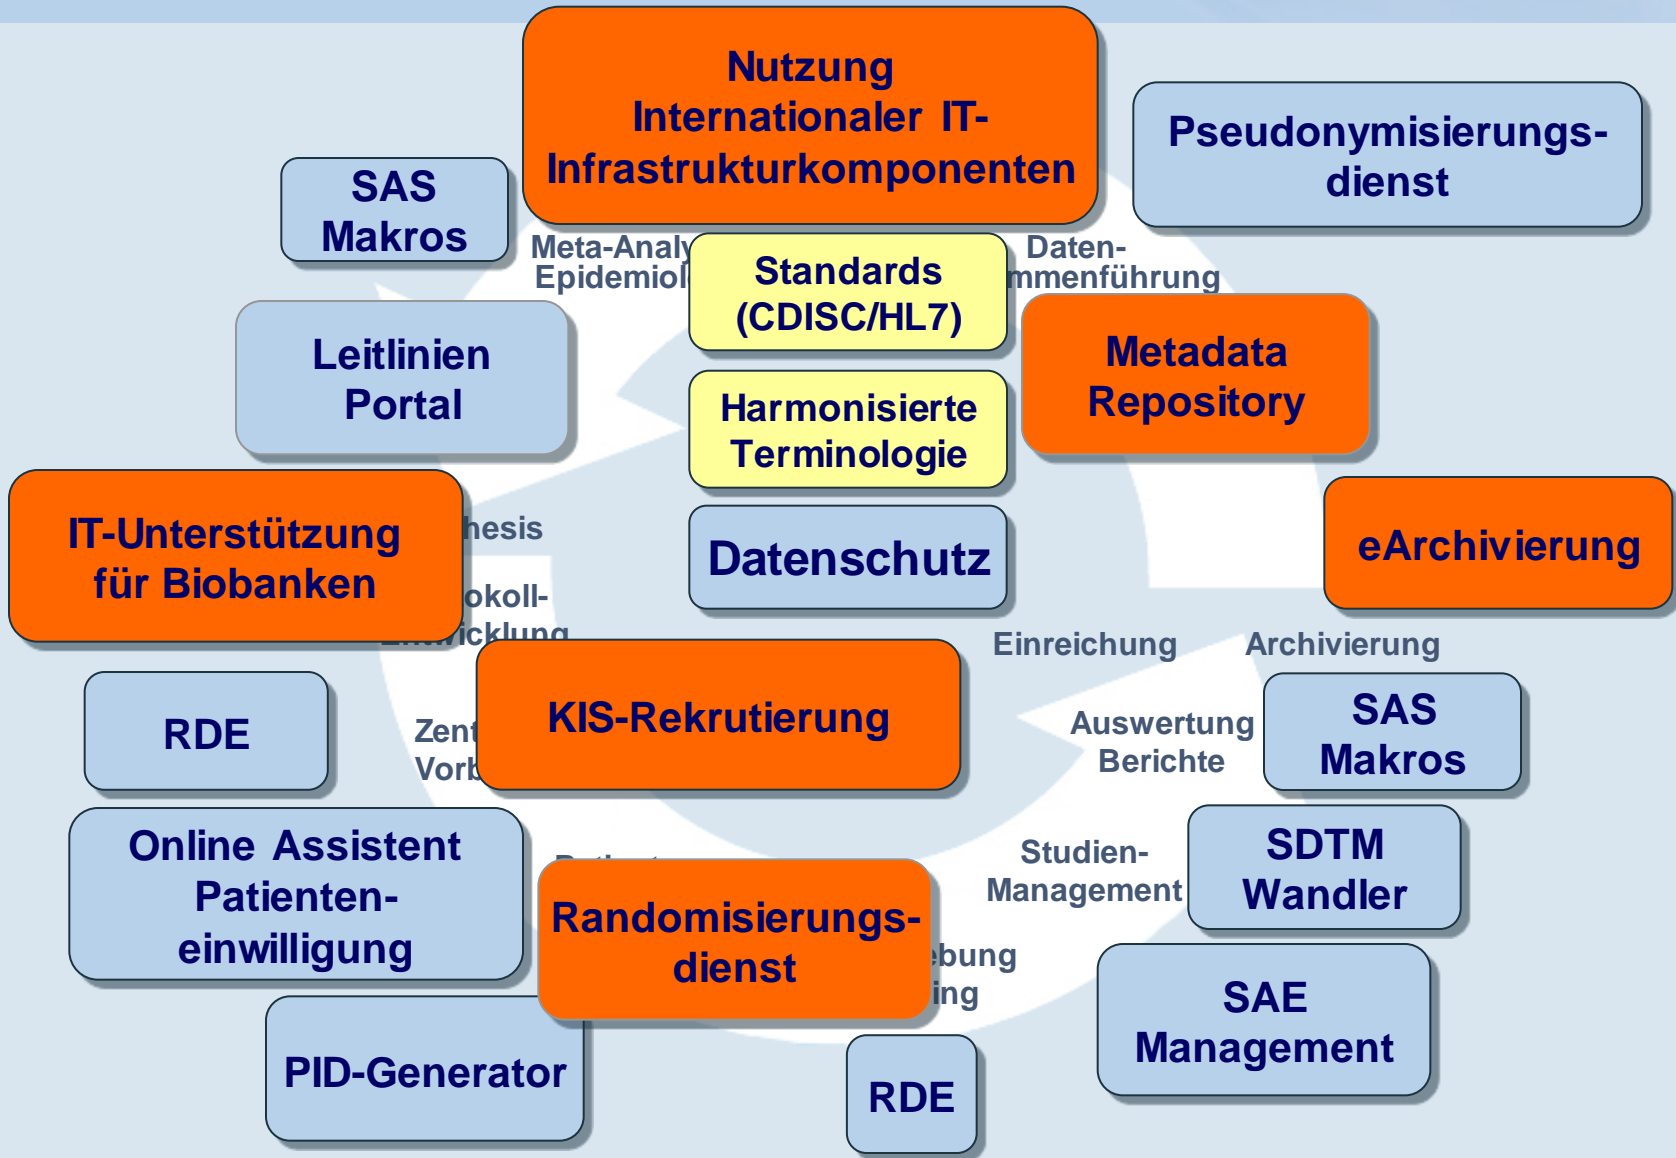 Nutzung
Internationaler IT-
Infrastrukturkomponenten
Pseudonymisierungs-
dienst
SAS
Makros
Meta-Analy
Epidemiol
Standards
(CDISC/HL7)
Daten-
mmenführung
Leitlinien
Portal
Metadata
Repository
Harmonisierte
Terminologie
IT-Unterstützung
für Biobanken
hesis
Datenschutz
eArchivierung
okoll-
Entwicklung
Einreichung
Archivierung
KIS-Rekrutierung
RDE
Zent
Vorb
Auswertung
Berichte
SAS
Makros
Online Assistent
Patienten-
einwilligung
Studien-
Management
SDTM
Wandler
Randomisierungs-
dienst
ebung
ing
SAE
Management
PID-Generator
RDE